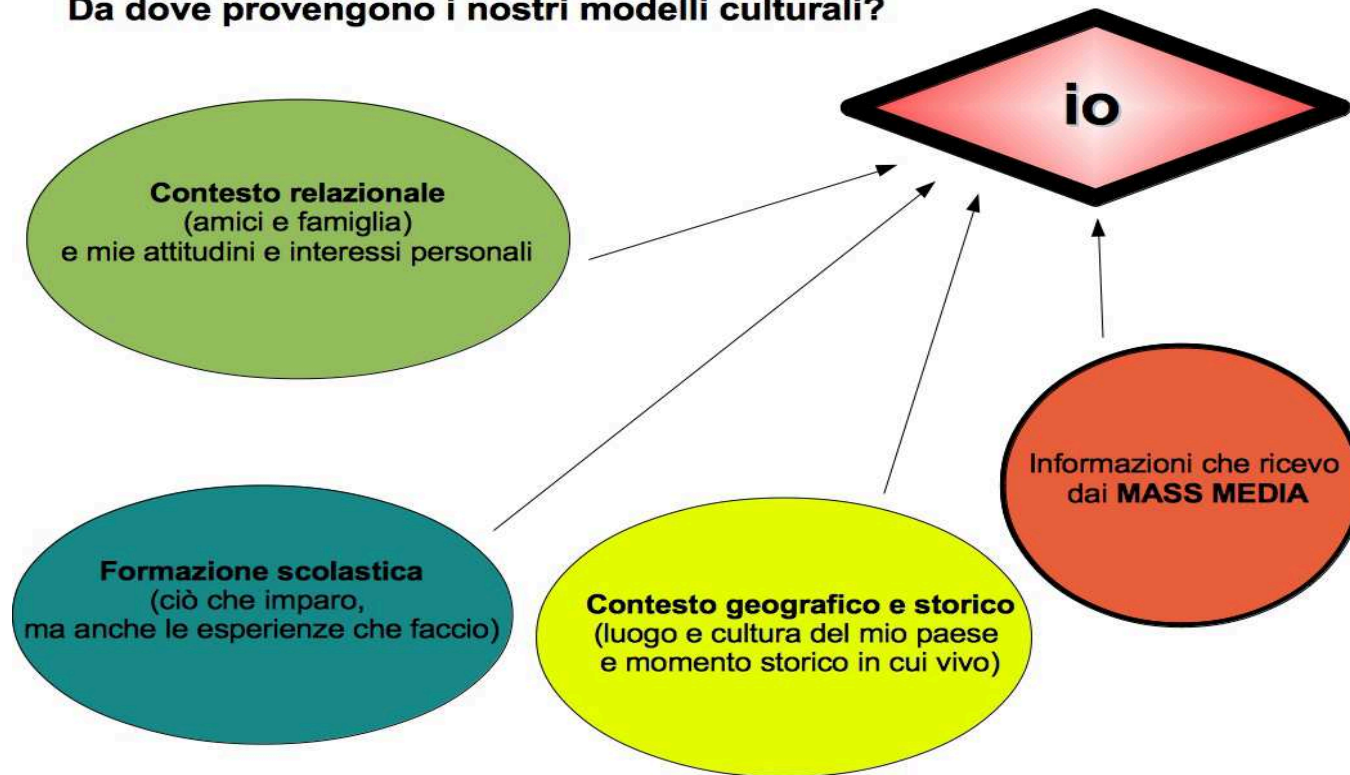 Da dove provengono i nostri modelli culturali?
io
Contesto relazionale
(amici e famiglia)
e mie attitudini e interessi personali
Informazioni che ricevo
dai MASS MEDIA
Formazione scolastica
(ciò che imparo,
ma anche le esperienze che faccio)
Contesto geografico e storico
(luogo e cultura del mio paese
e momento storico in cui vivo)